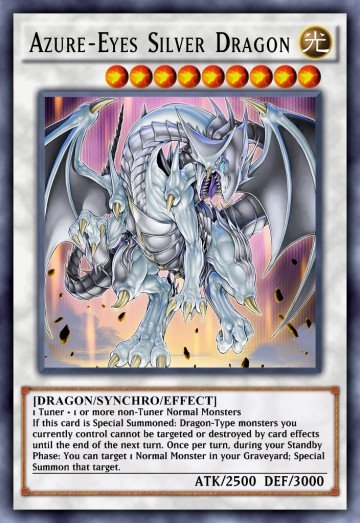 AZURE-EYES SILVER DRAGON 光
[DRAGON/SYNCHRO/EFFECT]
1 Tuner + 1 or more non-Tuner Normal Monsters
If this card is Special Summoned: Dragon-Type monsters you
currently control cannot be targeted or destroyed by card effects
until the end of the next turn. Once per turn, during your Standby
Phase: You can target 1 Normal Monster in your Graveyard; Special
Summon that target.
ATK/2500 DEF/3000